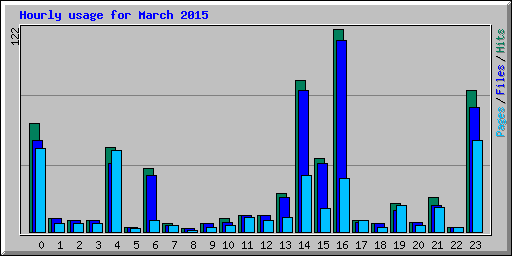 Hourly usage for March 2015
122
Pages/Files/Hits
0 1 2 3 4 5 6 7 8 9 10 11 12 13 14 15 16 17 18 19 20 21 22 23